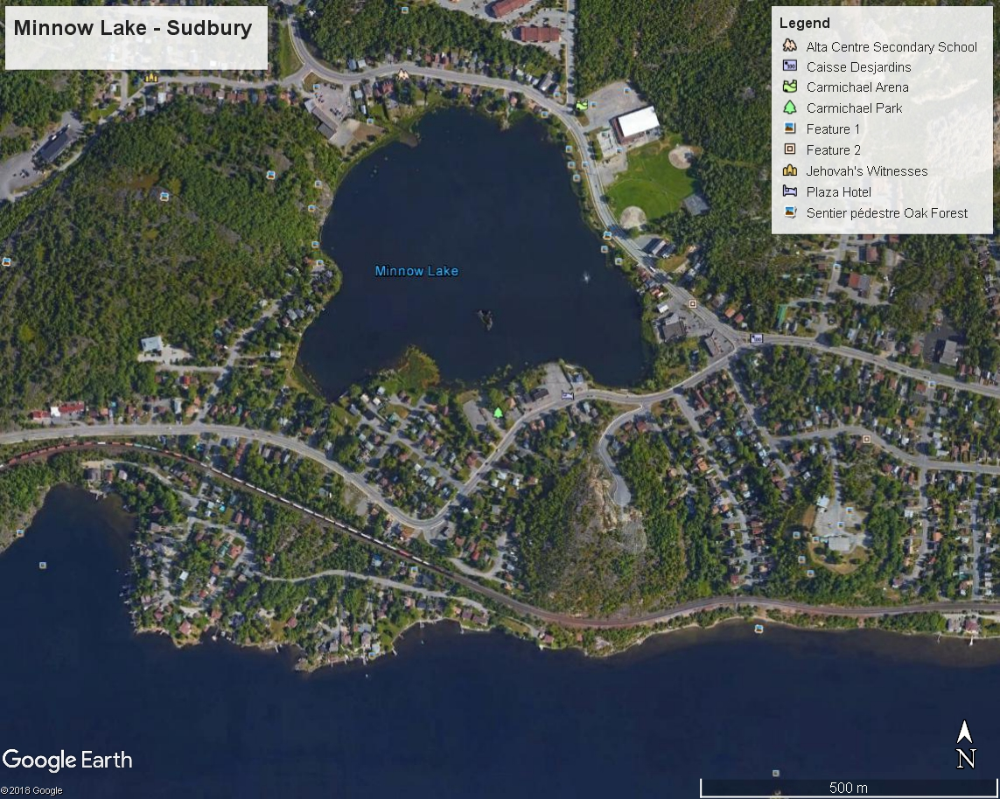 Minnow Lake - Sudbury
Legend
Alta Centre Secondary School
Caisse Desjardins
Carmichael Arena
Carmichael Park
Feature 1
Feature 2
Jehovah's Witnesses
Plaza Hotel
Sentier pédestre Oak Forest
Minnow Lake
Google Earth
©2018 Google
N
500 m